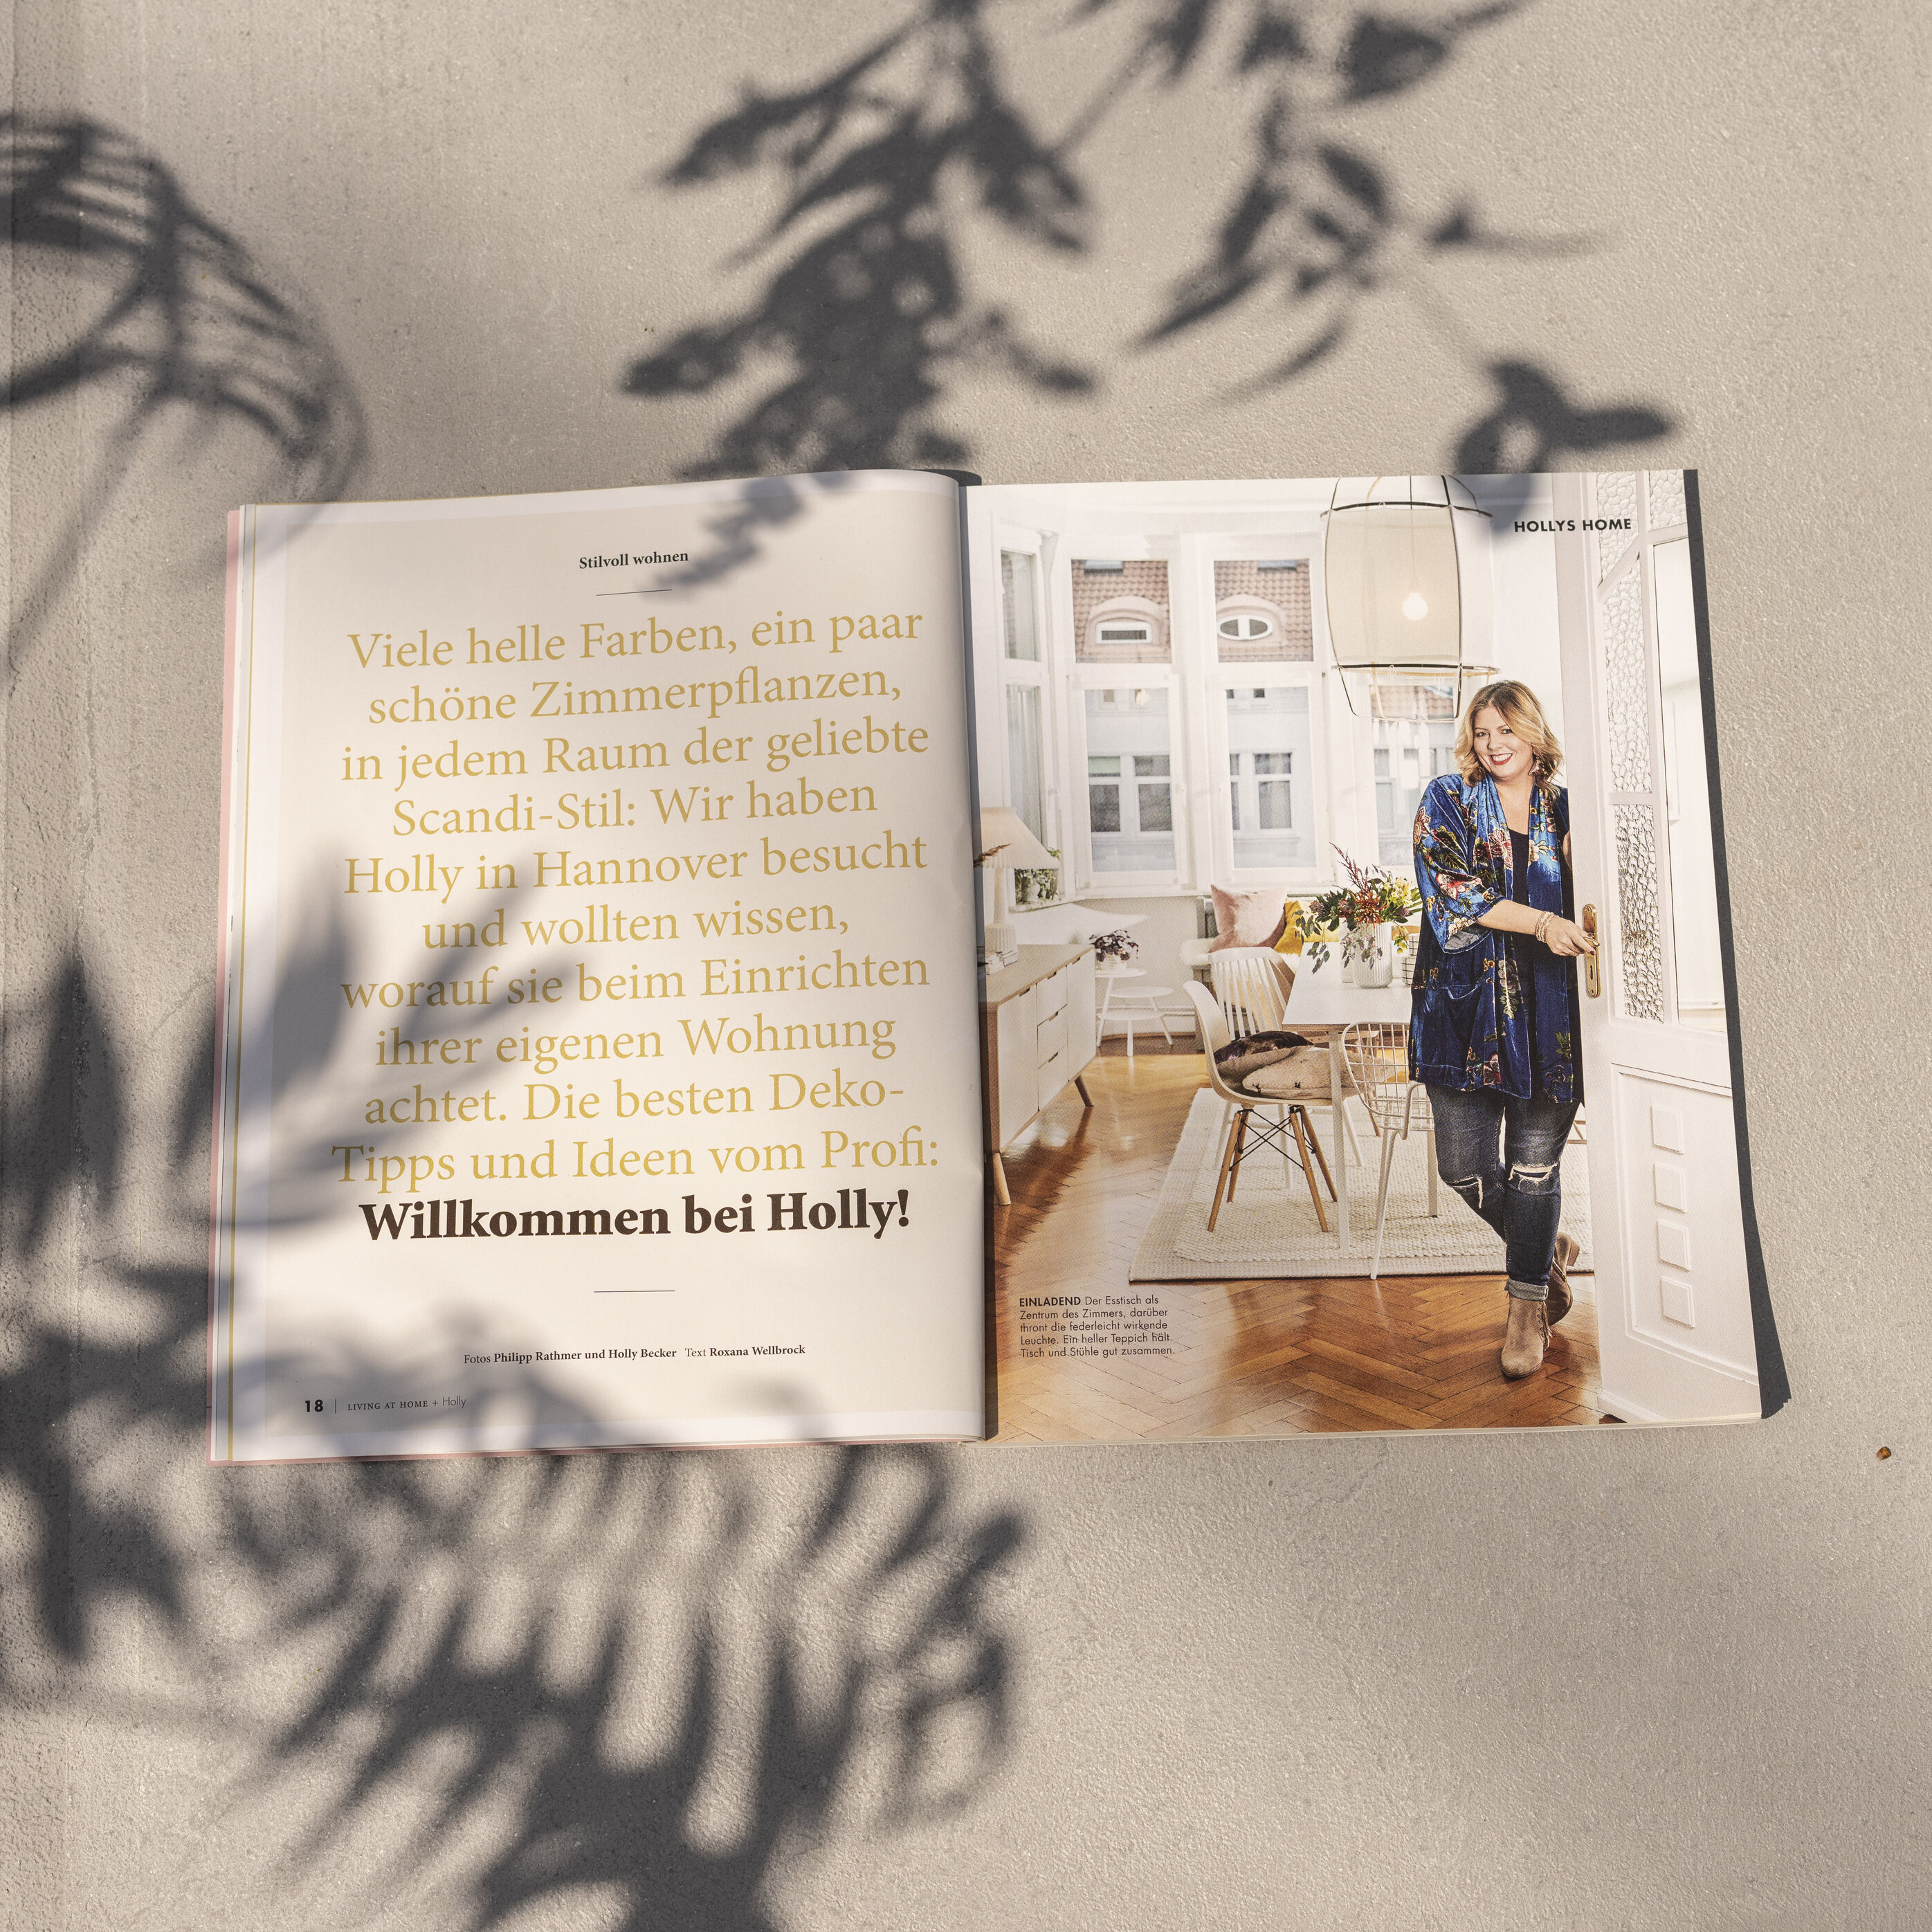 Stilvoll wohnen
Viele helle Farben, ein paar
schöne Zimmerpflanzen,
in jedem Raum der geliebte
Scandi-Stil: Wir haben
Holly in Hannover besucht
und wollten wissen,
worauf sie beim Einrichten
ihrer eigenen Wohnung
achtet. Die besten Deko-
Tipps und Ideen vom Profi:
Willkommen bei Holly!
Fotos Philipp Rathmer und Holly Becker Text Roxana Wellbrock
18 | LIVING AT HOME + Holly
HOLLYS HOME
EINLADEND Der Esstisch als
Zentrum des Zimmers, darüber
thront die federleicht wirkende
Leuchte. Ein heller Teppich hält
Tisch und Stühle gut zusammen.